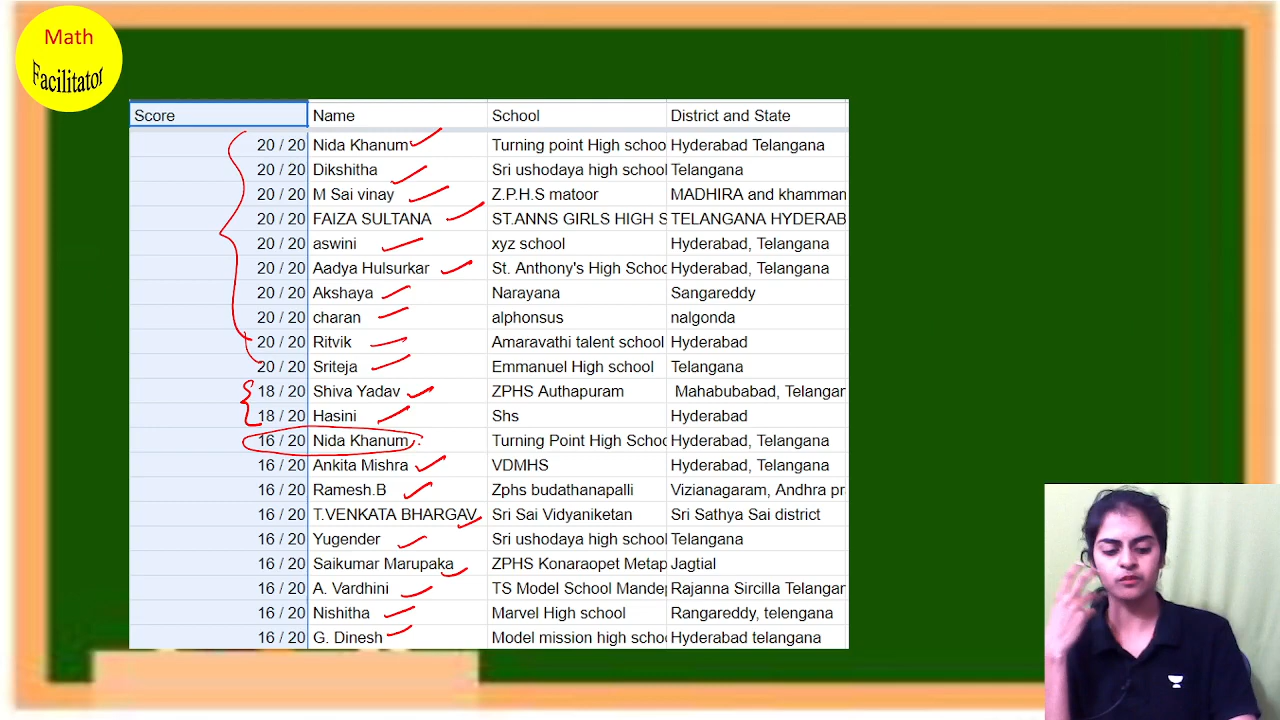 Math
Facilitator
Score Name School District and State
20 / 20 Nida Khanum Turning point High schoo Hyderabad Telangana
20 / 20 Dikshitha Sri ushodaya high school Telangana
20 / 20 M Sai vinay Z.P.H.S matoor MADHIRA and khamman
20 / 20 FAIZA SULTANA ST.ANNS GIRLS HIGH S TELANGANA HYDERAB
20 / 20 aswini xyz school Hyderabad, Telangana
20 / 20 Aadya Hulsurkar St. Anthony's High Schoo Hyderabad, Telangana
20 / 20 Akshaya Narayana Sangareddy
20 / 20 charan alphonsus nalgonda
20 / 20 Ritvik Amaravathi talent school Hyderabad
20 / 20 Sriteja Emmanuel High school Telangana
18 / 20 Shiva Yadav ZPHS Authapuram Mahabubabad, Telangar
18 / 20 Hasini Shs Hyderabad
16 / 20 Nida Khanum Turning Point High Schoo Hyderabad, Telangana
16 / 20 Ankita Mishra VDMHS Hyderabad, Telangana
16 / 20 Ramesh.B Zphs budathanapalli Vizianagaram, Andhra pr
16 / 20 T.VENKATA BHARGAV Sri Sai Vidyaniketan Sri Sathya Sai district
16 / 20 Yugender Sri ushodaya high school Telangana
16 / 20 Saikumar Marupaka ZPHS Konaraopet Metap Jagtial
16 / 20 A. Vardhini TS Model School Mandep Rajanna Sircilla Telangar
16 / 20 Nishitha Marvel High school Rangareddy, telengana
16 / 20 G. Dinesh Model mission high schoo Hyderabad telangana